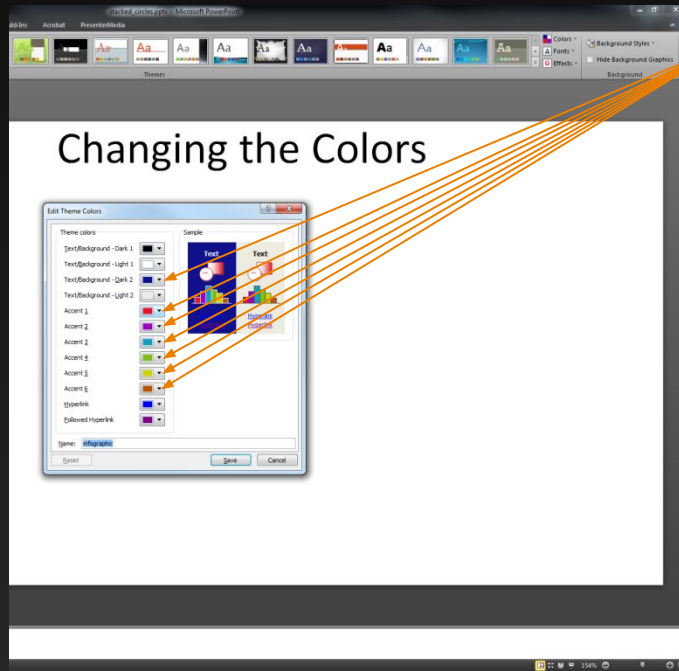 stacked_circles.pptx - Microsoft PowerPoint
dd-Ins Acrobat PresenterMedia
Aa Aa Aa Aa Aa Aa Aa Aa Aa Aa Aa Aa
Colors
Fonts
Effects
Background Styles
Hide Background Graphics
Themes
Background
Changing the Colors
Edit Theme Colors
Theme colors
Sample
Text/Background - Dark 1
Text/Background - Light 1
Text/Background - Dark 2
Text/Background - Light 2
Accent 1
Accent 2
Accent 3
Accent 4
Accent 5
Accent 6
Hyperlink
Followed Hyperlink
Text Text
Hyperlink
Hyperlink
Name: infographic
Reset Save Cancel
154%